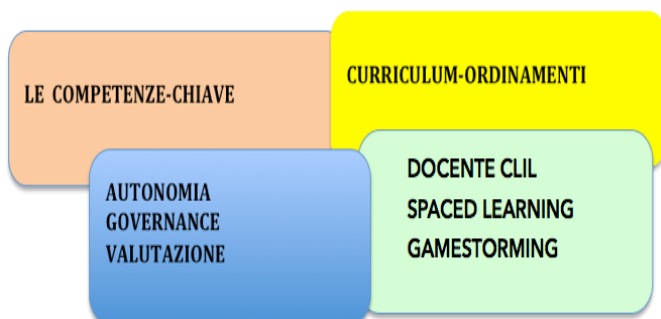 LE COMPETENZE-CHIAVE
CURRICULUM-ORDINAMENTI
AUTONOMIA
GOVERNANCE
VALUTAZIONE
DOCENTE CLIL
SPACED LEARNING
GAMESTORMING